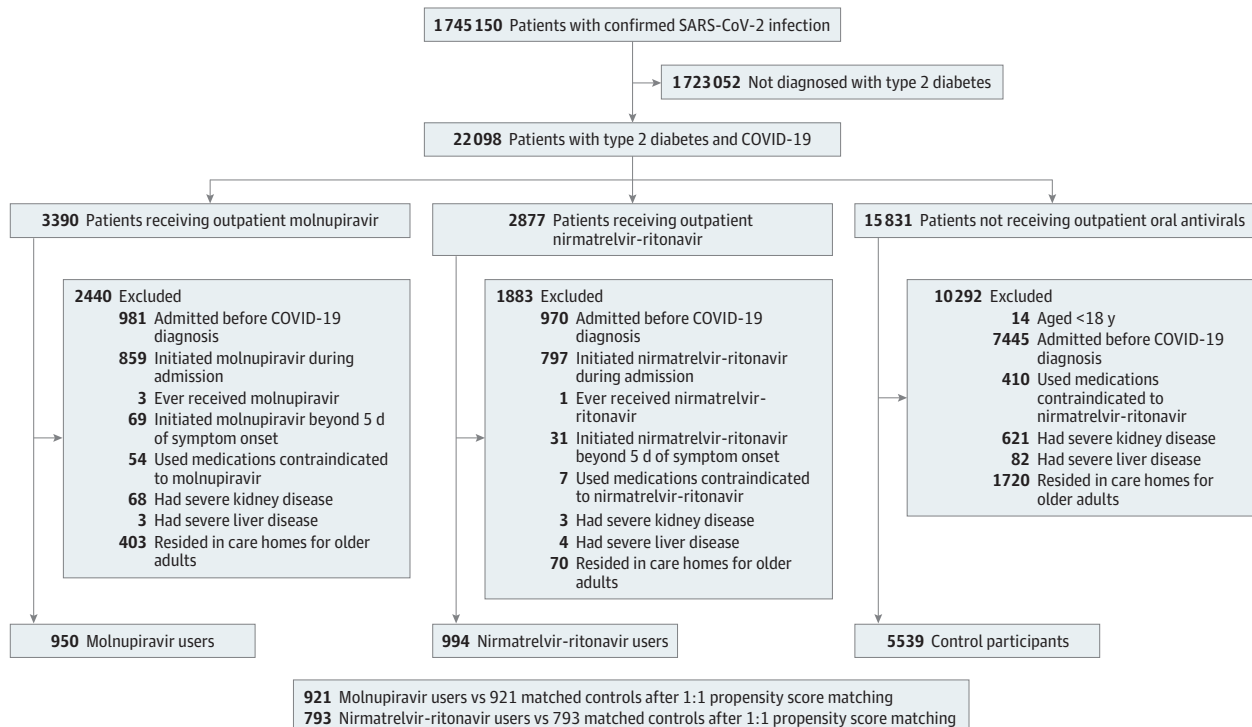 1745150 Patients with confirmed SARS-CoV-2 infection
1723052 Not diagnosed with type 2 diabetes
22098 Patients with type 2 diabetes and COVID-19
3390 Patients receiving outpatient molnupiravir
2877 Patients receiving outpatient
nirmatrelvir-ritonavir
15831 Patients not receiving outpatient oral antivirals
2440 Excluded
981 Admitted before COVID-19
diagnosis
859 Initiated molnupiravir during
admission
3 Ever received molnupiravir
69 Initiated molnupiravir beyond 5 d
of symptom onset
54 Used medications contraindicated
to molnupiravir
68 Had severe kidney disease
3 Had severe liver disease
403 Resided in care homes for older
adults
1883 Excluded
970 Admitted before COVID-19
diagnosis
797 Initiated nirmatrelvir-ritonavir
during admission
1 Ever received nirmatrelvir-
ritonavir
31 Initiated nirmatrelvir-ritonavir
beyond 5 d of symptom onset
7 Used medications contraindicated
to nirmatrelvir-ritonavir
3 Had severe kidney disease
4 Had severe liver disease
70 Resided in care homes for older
adults
10292 Excluded
14 Aged <18 y
7445 Admitted before COVID-19
diagnosis
410 Used medications
contraindicated to
nirmatrelvir-ritonavir
621 Had severe kidney disease
82 Had severe liver disease
1720 Resided in care homes for
older adults
950 Molnupiravir users
994 Nirmatrelvir-ritonavir users
5539 Control participants
921 Molnupiravir users vs 921 matched controls after 1:1 propensity score matching
793 Nirmatrelvir-ritonavir users vs 793 matched controls after 1:1 propensity score matching